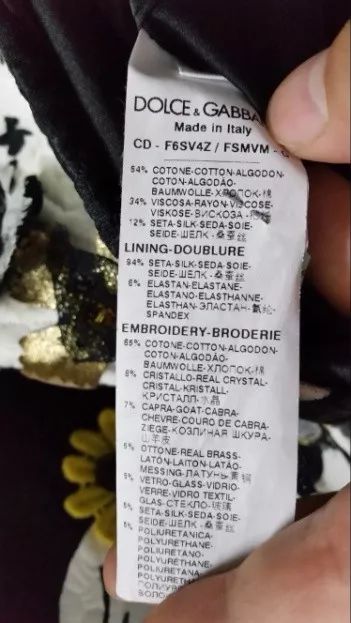 DOLCE & GABBA
Made in Italy
CD - F6SV4Z / FSMVM -
54% COTONE-COTTON-ALGODON-
COTON-ALGODÃO-
BAUMWOLLE-ХЛОПОК-棉
34% VISCOSA-RAYON-VISCOSE-
VISKOSE-ВИСКОЗА-
12% SETA-SILK-SEDA-SOIE-
SEIDE-ШЕЛК-桑蚕丝
LINING-DOUBLURE
94% SETA-SILK-SEDA-SOIE-
SEIDE-ШЕЛК-桑蚕丝
6% ELASTAN-ELASTANE-
ELASTANO-ELASTHANNE-
ELASTHAN-ЭЛАСТАН-氨纶-
SPANDEX
EMBROIDERY-BRODERIE
65% COTONE-COTTON-ALGODON-
COTON-ALGODÃO-
BAUMWOLLE-ХЛОПОК-棉
8% CRISTALLO-REAL CRYSTAL-
CRISTAL-KRISTALL-
КРИСТАЛЛ-水晶
7% CAPRA-GOAT-CABRA-
CHEVRE-COURO DE CABRA-
ZIEGE-КОЗЛИНАЯ ШКУРА-
山羊皮
5% OTTONE-REAL BRASS-
LATÓN-LAITON-LATÃO-
MESSING-ЛАТУНЬ
5% VETRO-GLASS-VIDRIO-
VERRE-VIDRO TEXTIL-
GLAS-СТЕКЛО-玻璃
5% SETA-SILK-SEDA-SOIE-
SEIDE-ШЕЛК-桑蚕丝
5% POLIURETANICA-
POLYURETHANE-
POLIURETANO-
POLYURETHANE-
POLIURETANA-
POLYURETHAN-